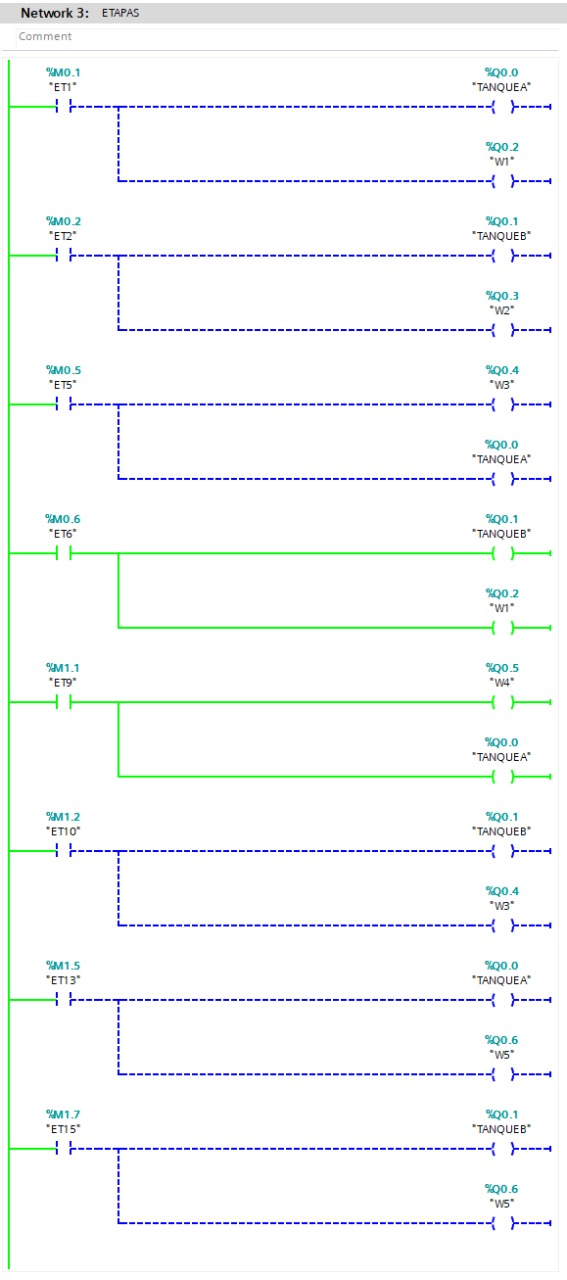 Network 3: ETAPAS
Comment
%M0.1 %Q0.0
"ET1" "TANQUEA"
%Q0.2
"W1"
%M0.2 %Q0.1
"ET2" "TANQUEB"
%Q0.3
"W2"
%M0.5 %Q0.4
"ET5" "W3"
%Q0.0
"TANQUEA"
%M0.6 %Q0.1
"ET6" "TANQUEB"
%Q0.2
"W1"
%M1.1 %Q0.5
"ET9" "W4"
%Q0.0
"TANQUEA"
%M1.2 %Q0.1
"ET10" "TANQUEB"
%Q0.4
"W3"
%M1.5 %Q0.0
"ET13" "TANQUEA"
%Q0.6
"W5"
%M1.7 %Q0.1
"ET15" "TANQUEB"
%Q0.6
"W5"